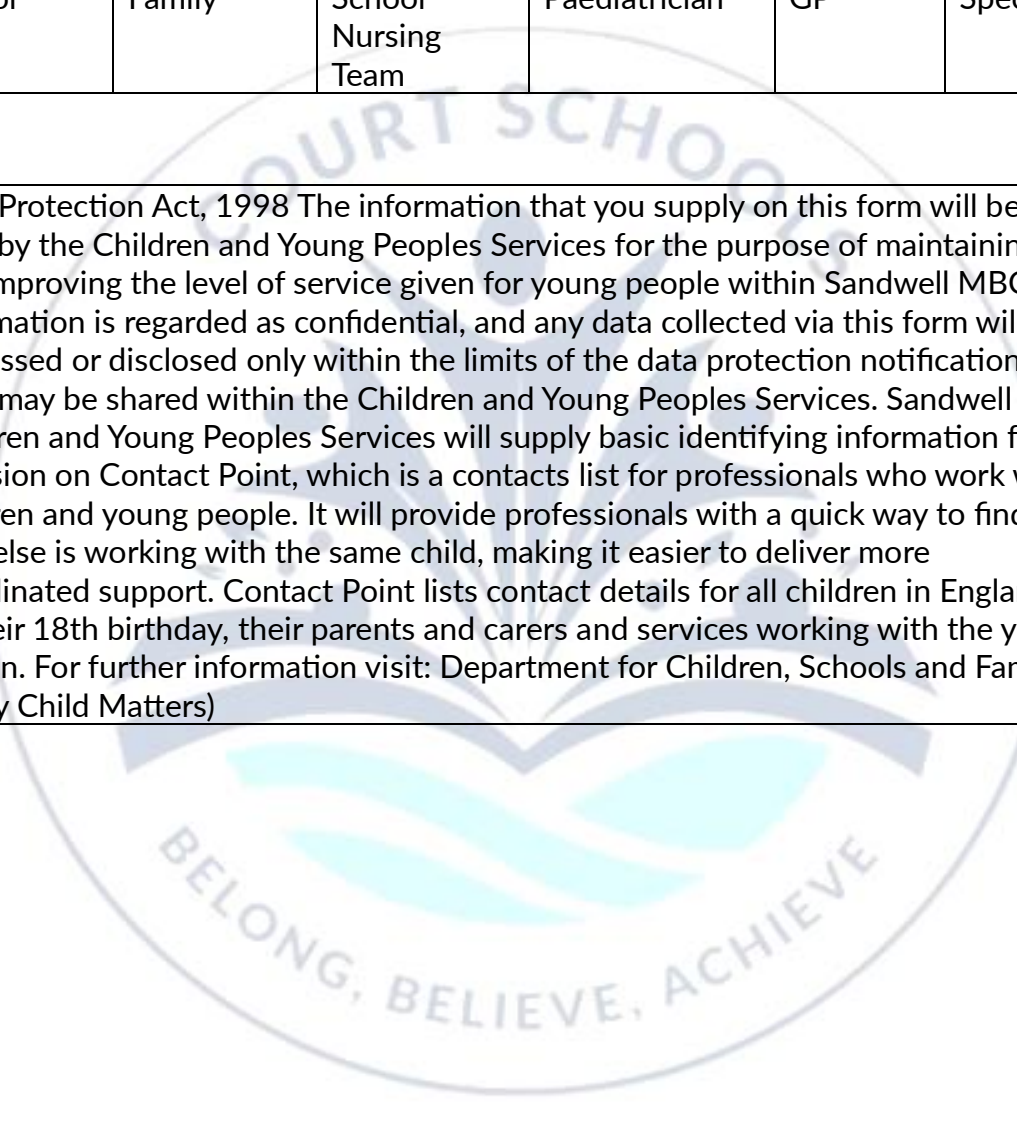 Family School Paediatrician GP
Nursing
Team
COURT SCHOOLS
Protection Act, 1998 The information that you supply on this form will be
by the Children and Young Peoples Services for the purpose of maintainin
mproving the level of service given for young people within Sandwell MBC
mation is regarded as confidential, and any data collected via this form wil
ssed or disclosed only within the limits of the data protection notification
may be shared within the Children and Young Peoples Services. Sandwell
ren and Young Peoples Services will supply basic identifying information f
sion on Contact Point, which is a contacts list for professionals who work w
ren and young people. It will provide professionals with a quick way to find
else is working with the same child, making it easier to deliver more
linated support. Contact Point lists contact details for all children in Engla
eir 18th birthday, their parents and carers and services working with the y
n. For further information visit: Department for Children, Schools and Fam
y Child Matters)
BELONG, BELIEVE, ACHIEVE